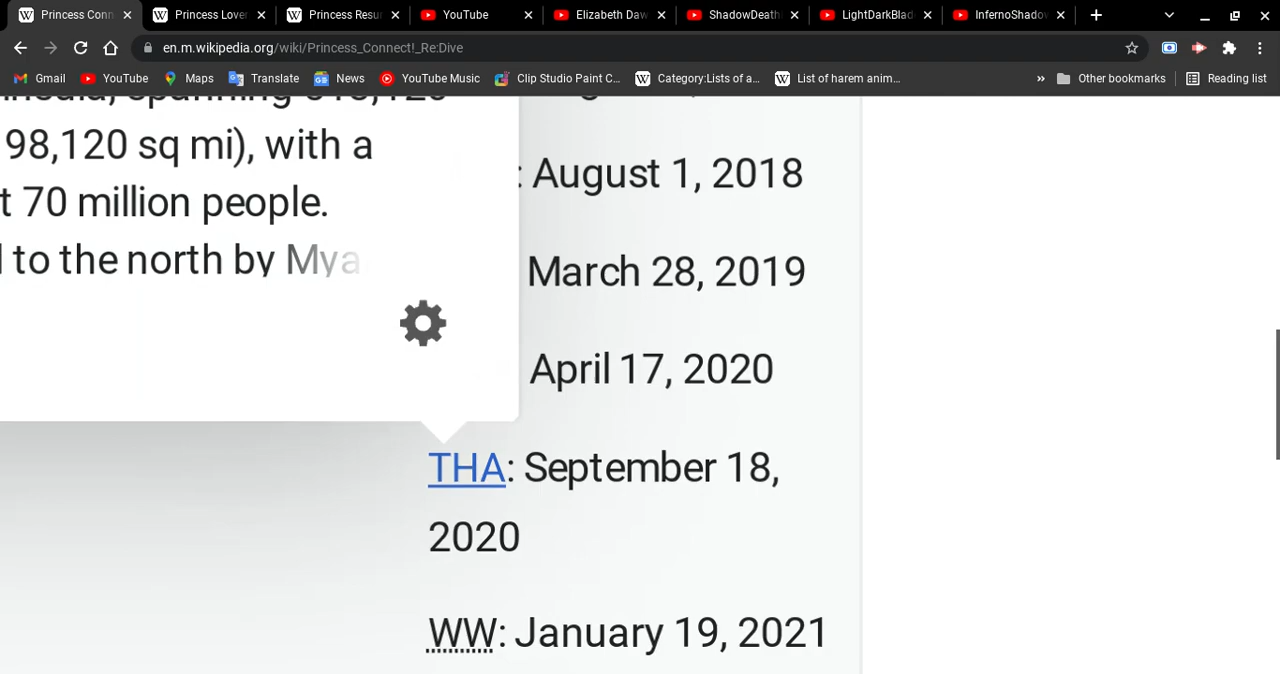 Princess Conn
Princess Love
Princess Resu
YouTube
Elizabeth Daw
ShadowDeath
LightDarkBlad
InfernoShadow
en.m.wikipedia.org/wiki/Princess_Connect!_Re:Dive
Gmail
YouTube
Maps
Translate
News
YouTube Music
Clip Studio Paint C...
Category:Lists of a...
List of harem anim...
»
Other bookmarks
Reading list
98,120 sq mi), with a
t 70 million people.
to the north by Mya
: August 1, 2018
March 28, 2019
April 17, 2020
THA: September 18,
2020
WW: January 19, 2021